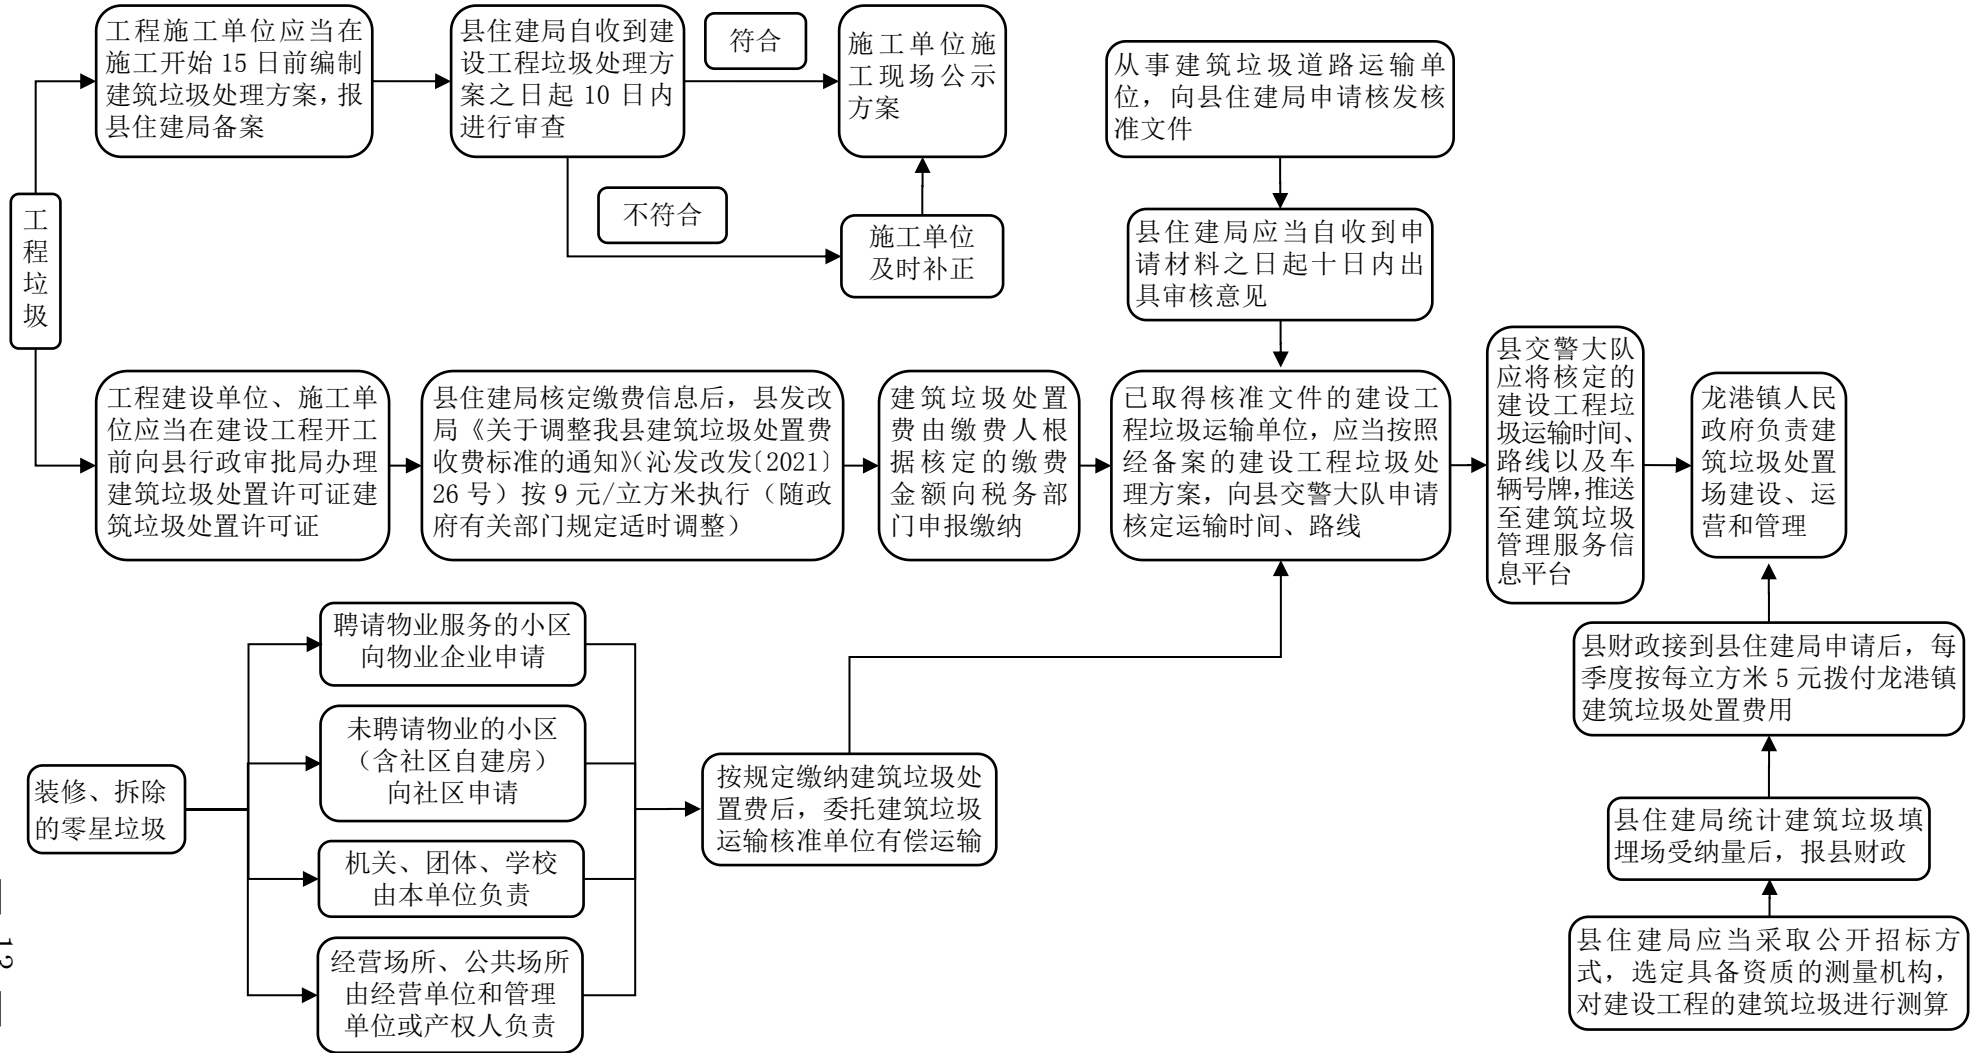 工程施工单位应当在
施工开始 15 日前编制
建筑垃圾处理方案，报
县住建局备案
县住建局自收到建
设工程垃圾处理方
案之日起 10 日内
进行审查
符合
施工单位施
工现场公示
方案
不符合
施工单位
及时补正
工
程
垃
圾
从事建筑垃圾道路运输单
位，向县住建局申请核发核
准文件
县住建局应当自收到申
请材料之日起十日内出
具审核意见
工程建设单位、施工单
位应当在建设工程开工
前向县行政审批局办理
建筑垃圾处置许可证建
筑垃圾处置许可证
县住建局核定缴费信息后，县发改
局《关于调整我县建筑垃圾处置费
收费标准的通知》（沁发改发〔2021〕
26 号）按 9 元/立方米执行（随政
府有关部门规定适时调整）
建筑垃圾处置
费由缴费人根
据核定的缴费
金额向税务部
门申报缴纳
已取得核准文件的建设工
程垃圾运输单位，应当按照
经备案的建设工程垃圾处
理方案，向县交警大队申请
核定运输时间、路线
县交警大队
应将核定的
建设工程垃
圾运输时间、
路线以及车
辆号牌，推送
至建筑垃圾
管理服务信
息平台
龙港镇人民
政府负责建
筑垃圾处置
场建设、运
营和管理
装修、拆除
的零星垃圾
聘请物业服务的小区
向物业企业申请
未聘请物业的小区
（含社区自建房）
向社区申请
机关、团体、学校
由本单位负责
经营场所、公共场所
由经营单位和管理
单位或产权人负责
按规定缴纳建筑垃圾处
置费后，委托建筑垃圾
运输核准单位有偿运输
县财政接到县住建局申请后，每
季度按每立方米 5 元拨付龙港镇
建筑垃圾处置费用
县住建局统计建筑垃圾填
埋场受纳量后，报县财政
县住建局应当采取公开招标方
式，选定具备资质的测量机构，
对建设工程的建筑垃圾进行测算
— 12 —